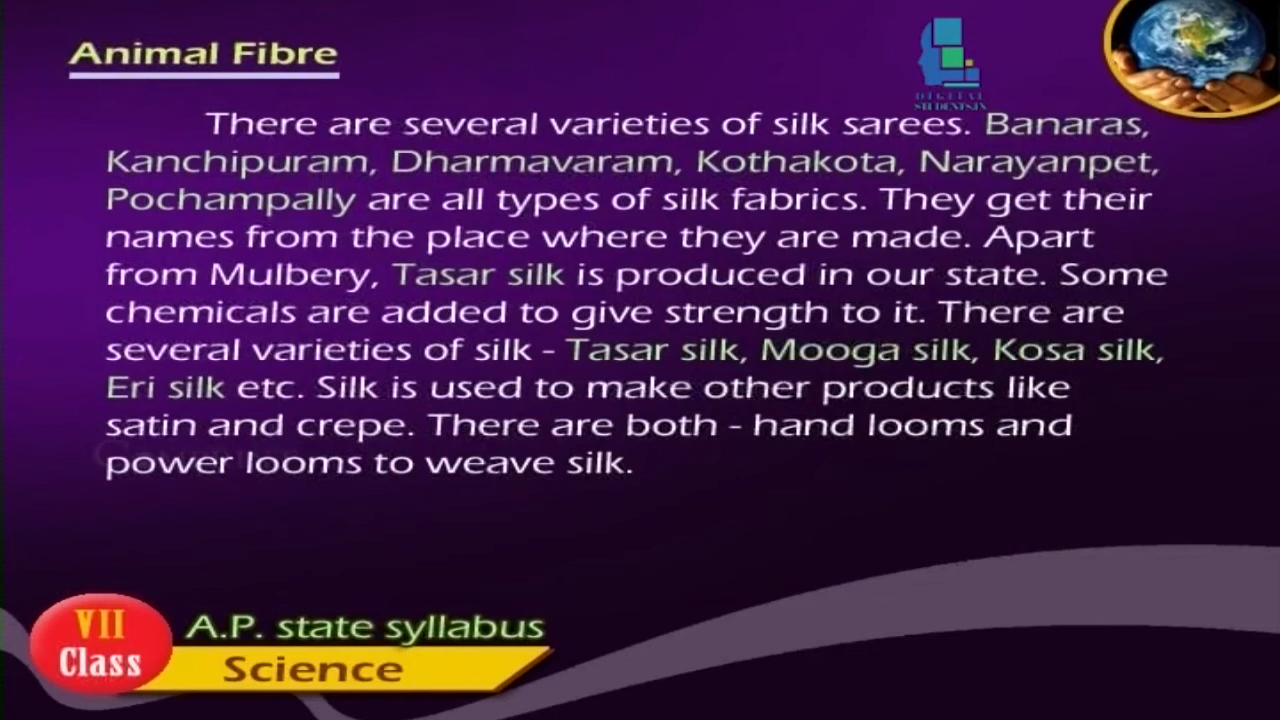 Animal Fibre
DIGITAL
STUDENTS.IN
There are several varieties of silk sarees. Banaras,
Kanchipuram, Dharmavaram, Kothakota, Narayanpet,
Pochampally are all types of silk fabrics. They get their
names from the place where they are made. Apart
from Mulbery, Tasar silk is produced in our state. Some
chemicals are added to give strength to it. There are
several varieties of silk - Tasar silk, Mooga silk, Kosa silk,
Eri silk etc. Silk is used to make other products like
satin and crepe. There are both - hand looms and
power looms to weave silk.
VII
Class
A.P. state syllabus
Science